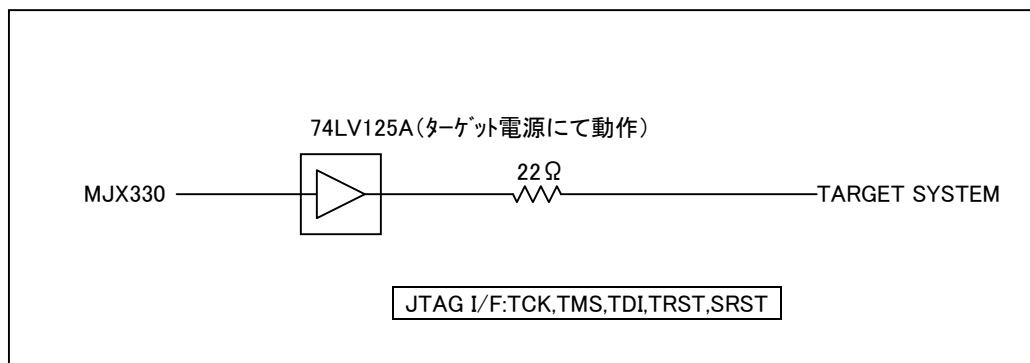 74LV125A(ﾀｰｹﾞｯﾄ電源にて動作)
22Ω
MJX330
TARGET SYSTEM
JTAG I/F:TCK,TMS,TDI,TRST,SRST